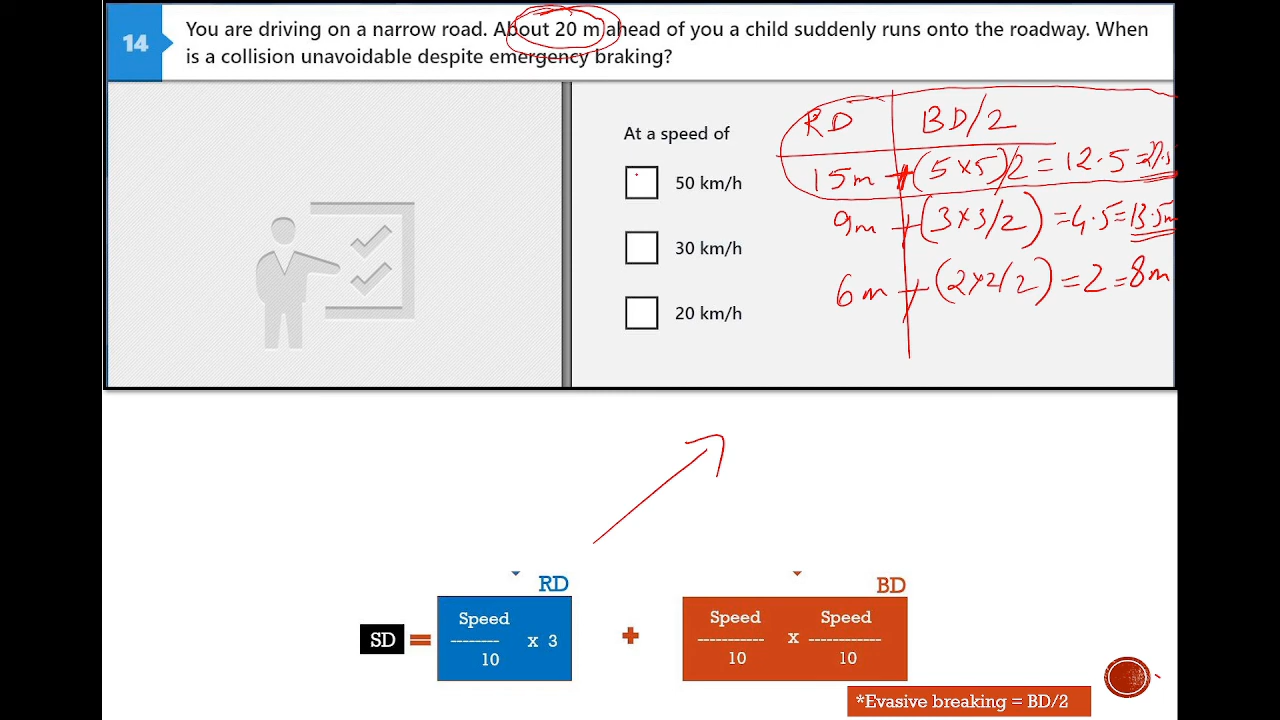 14
You are driving on a narrow road. About 20 m ahead of you a child suddenly runs onto the roadway. When
is a collision unavoidable despite emergency braking?
At a speed of
50 km/h
30 km/h
20 km/h
RD BD/2
15m + (5×5)/2 = 12.5 = 27.5
9m + (3×3/2) = 4.5 = 13.5m
6m + (2×2/2) = 2 = 8m
RD
BD
SD = Speed / 10 x 3 + Speed / 10 x Speed / 10
*Evasive breaking = BD/2